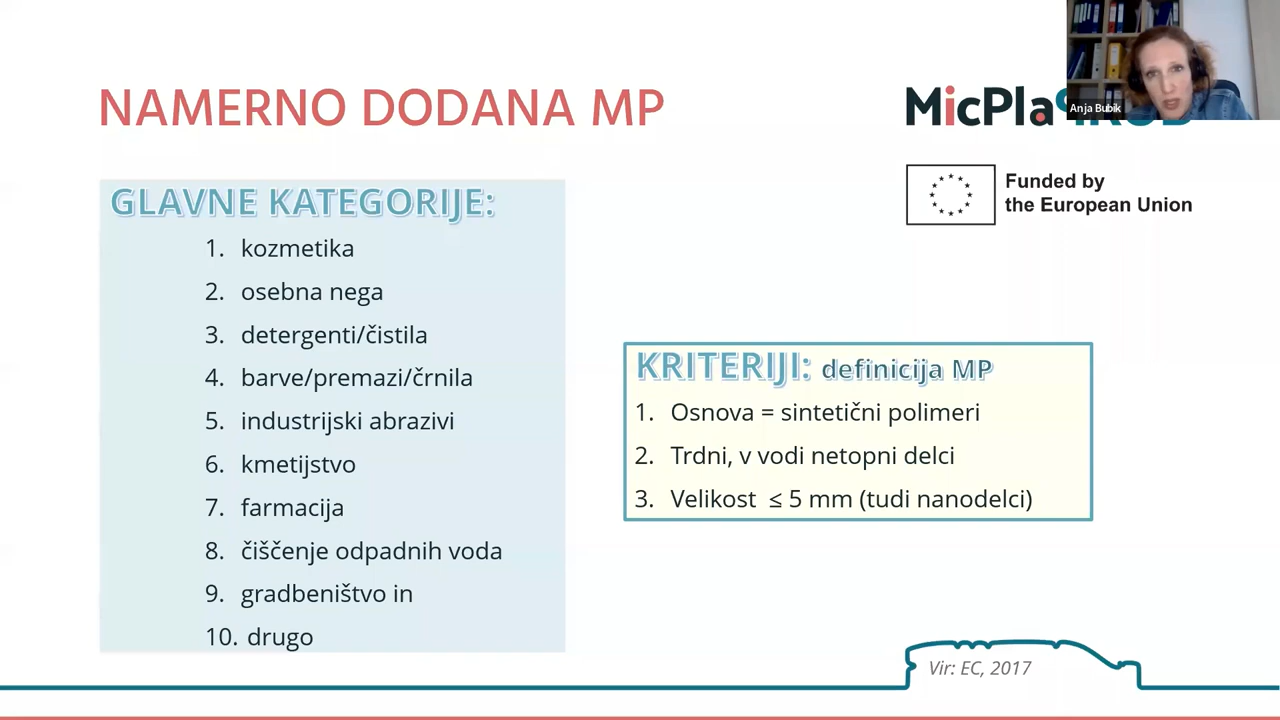 NAMERNO DODANA MP
Anja Bubik
Funded by
the European Union
GLAVNE KATEGORIJE:
1. kozmetika
2. osebna nega
3. detergenti/čistila
4. barve/premazi/črnila
5. industrijski abrazivi
6. kmetijstvo
7. farmacija
8. čiščenje odpadnih voda
9. gradbeništvo in
10. drugo
KRITERIJI: definicija MP
1. Osnova = sintetični polimeri
2. Trdni, v vodi netopni delci
3. Velikost ≤ 5 mm (tudi nanodelci)
Vir: EC, 2017